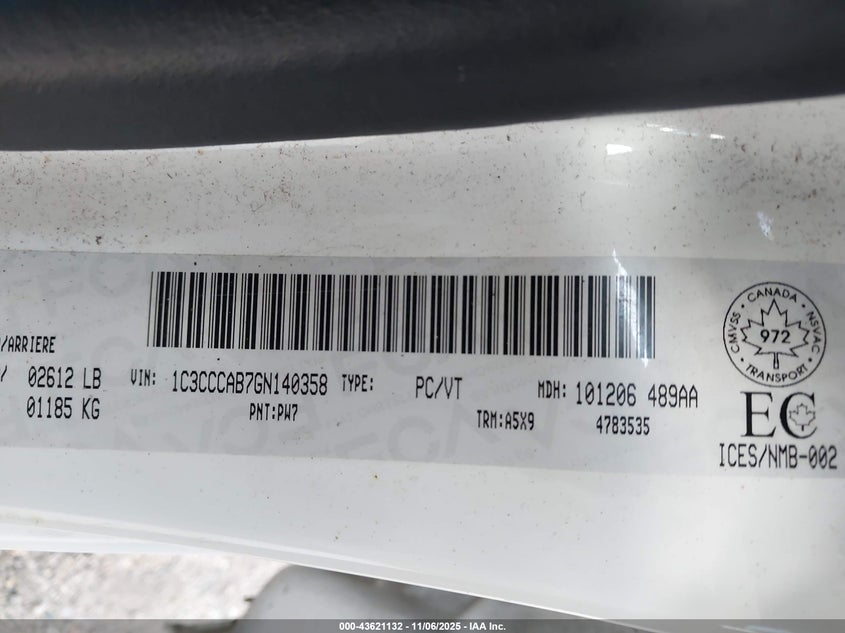 /ARRIERE
02612 LB
01185 KG
VIN: 1C3CCCAB7GN140358 TYPE: PC/VT MDH: 101206 489AA
PNT:PW7 TRM:A5X9 4783535
CMVSS • CANADA • NSVAC
972
TRANSPORT
EC
ICES/NMB-002
000-43621132 - 11/06/2025 - IAA Inc.